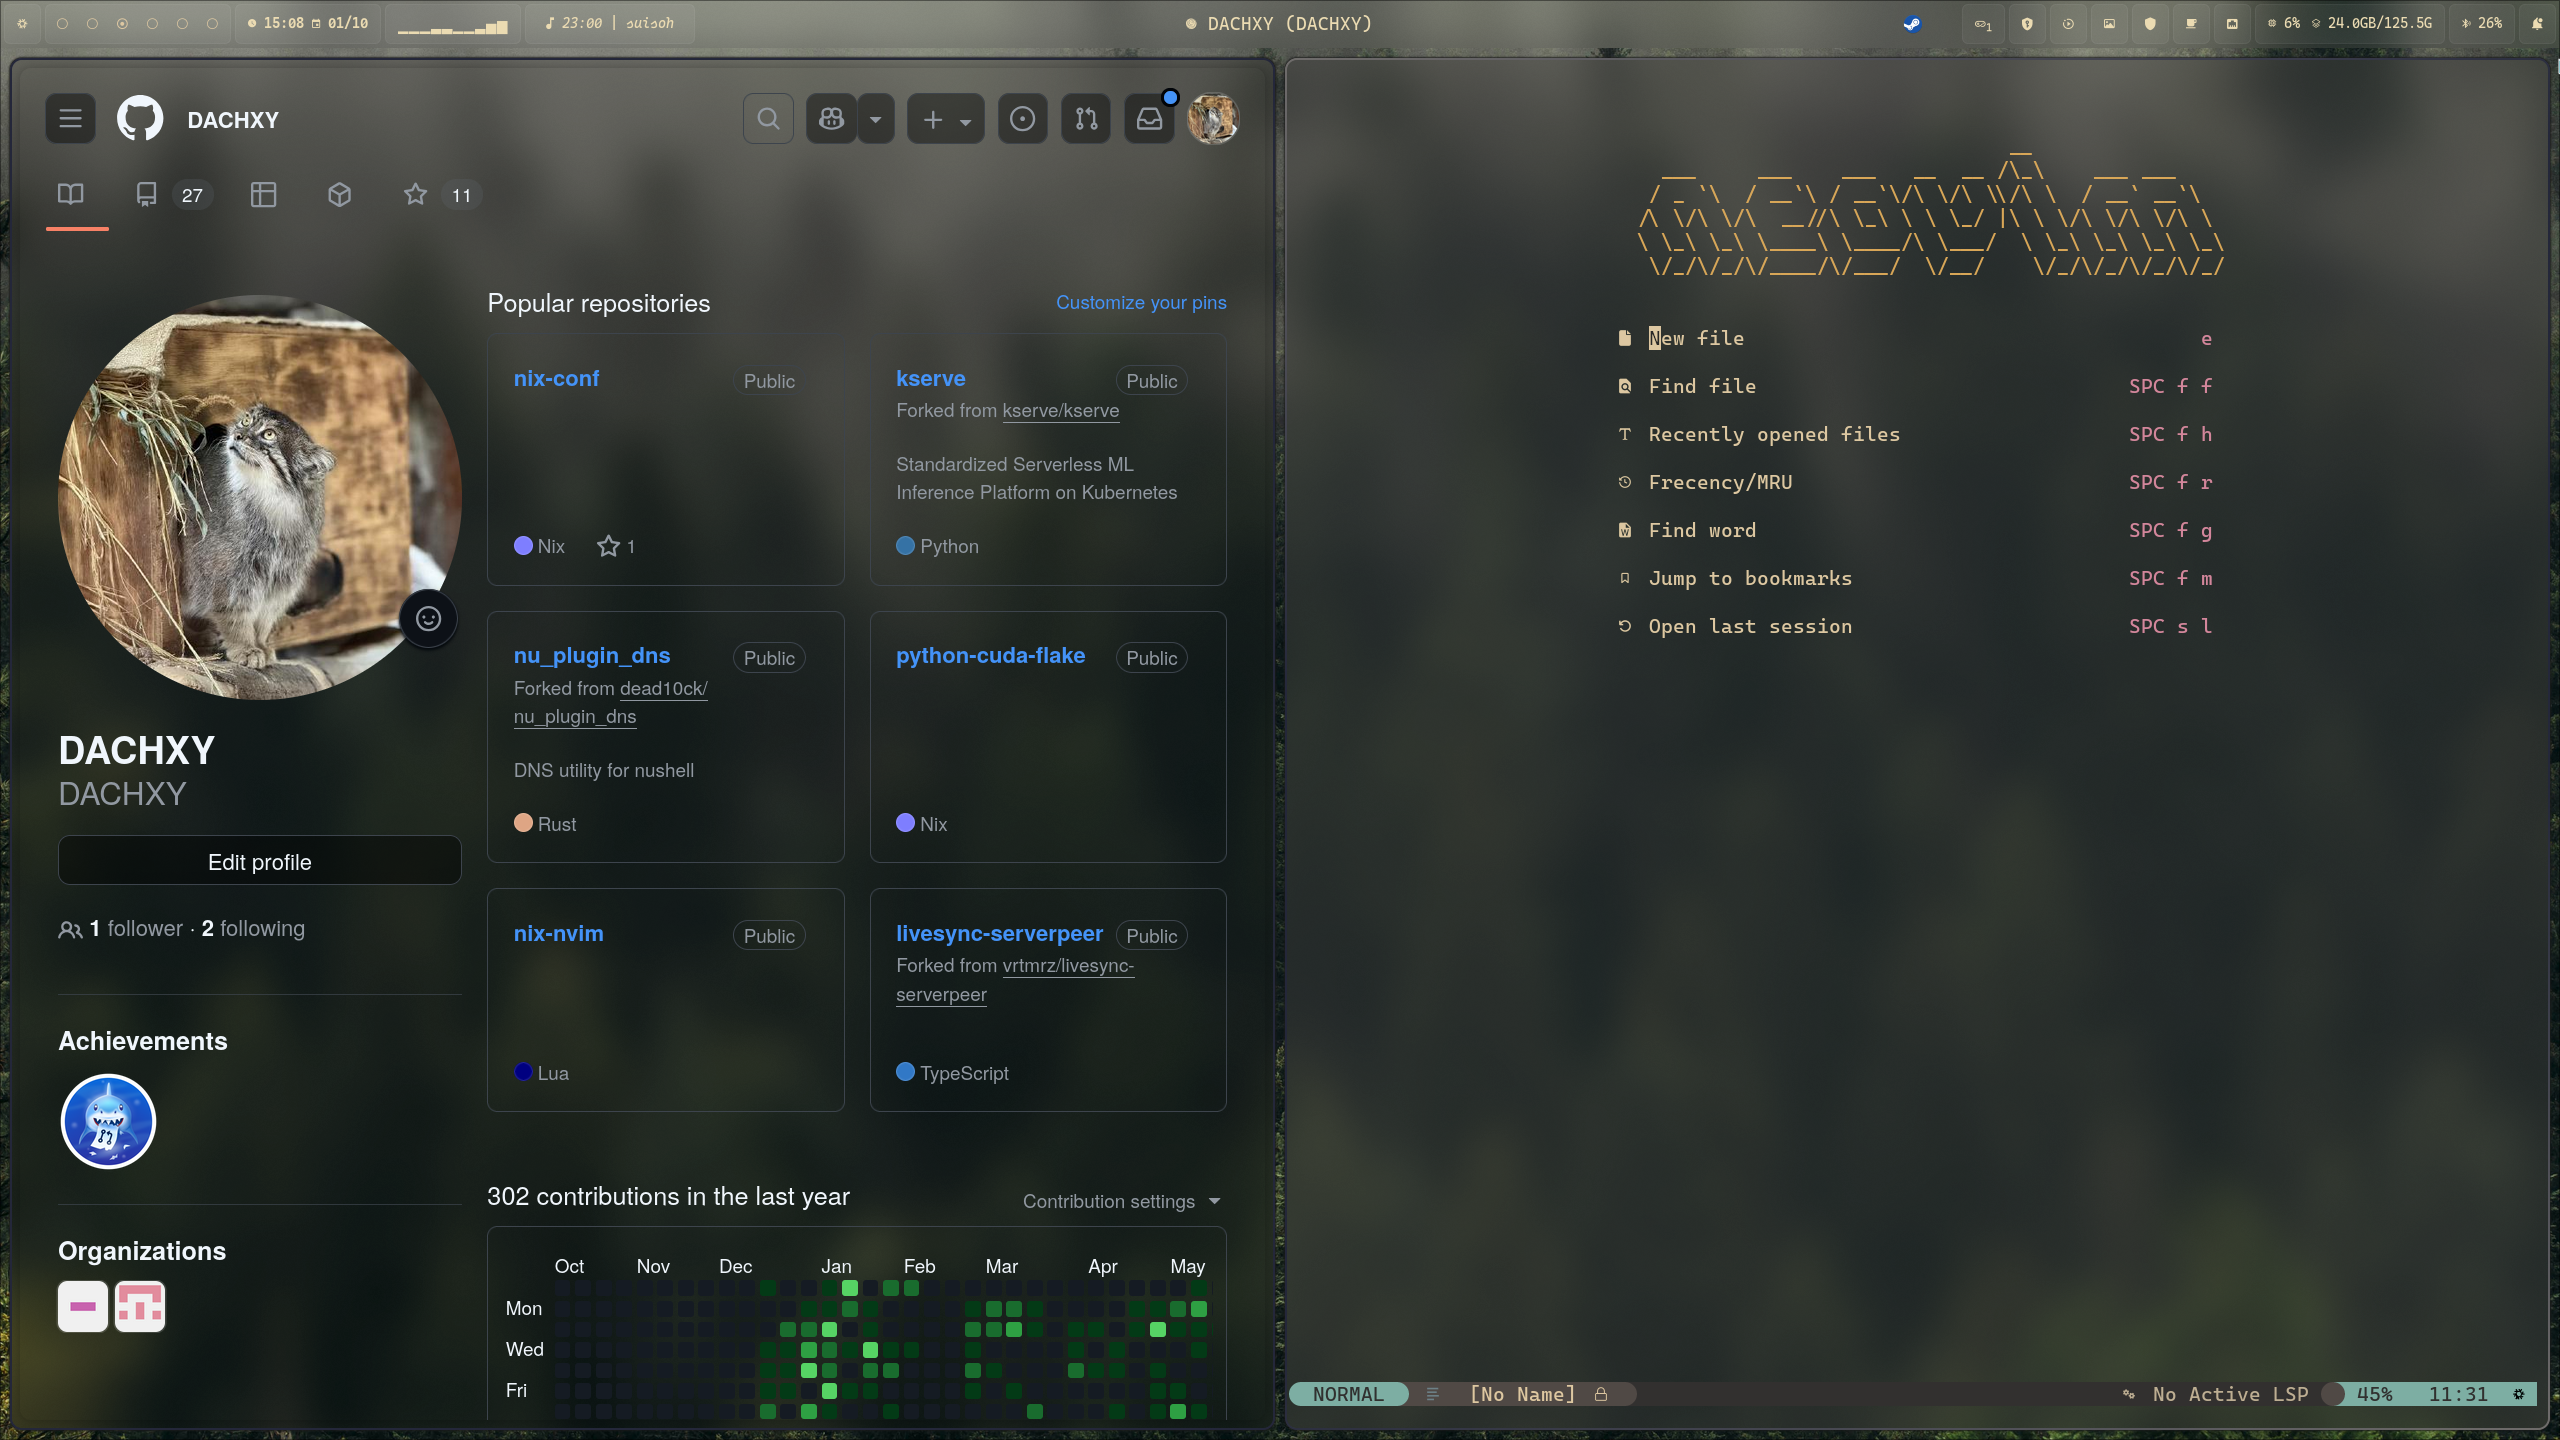 15:08 01/10
23:00 | suisoh
DACHXY (DACHXY)
1
6% 24.0GB/125.5G
26%
DACHXY
27
11
Popular repositories
Customize your pins
nix-conf Public
Nix 1
kserve Public
Forked from kserve/kserve
Standardized Serverless ML
Inference Platform on Kubernetes
Python
nu_plugin_dns Public
Forked from dead10ck/
nu_plugin_dns
DNS utility for nushell
Rust
python-cuda-flake Public
Nix
nix-nvim Public
Lua
livesync-serverpeer Public
Forked from vrtmrz/livesync-
serverpeer
TypeScript
DACHXY
DACHXY
Edit profile
1 follower · 2 following
Achievements
Organizations
302 contributions in the last year
Contribution settings
Oct Nov Dec Jan Feb Mar Apr May
Mon
Wed
Fri
neovim
New file e
Find file SPC f f
Recently opened files SPC f h
Frecency/MRU SPC f r
Find word SPC f g
Jump to bookmarks SPC f m
Open last session SPC s l
NORMAL [No Name] No Active LSP 45% 11:31